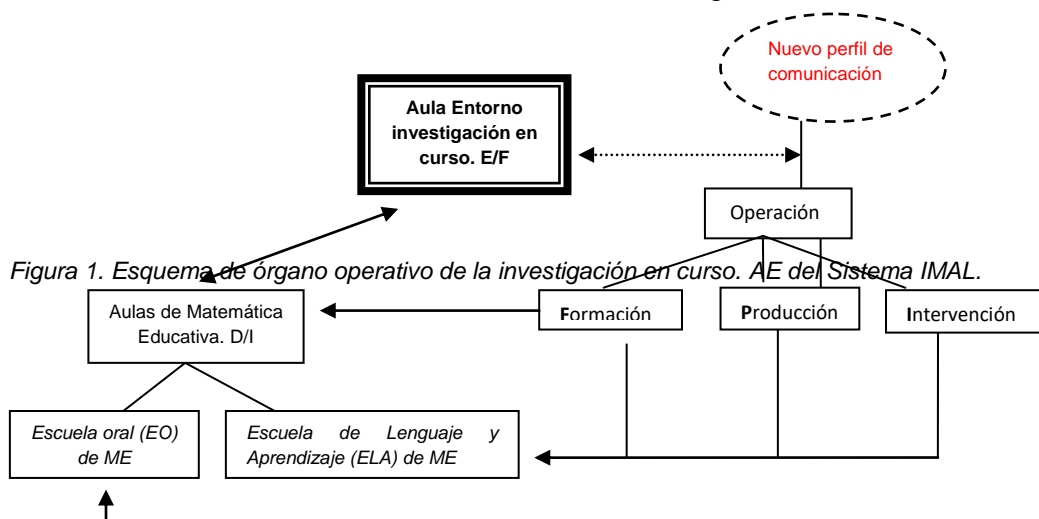 Nuevo perfil de
comunicación
Aula Entorno
investigación en
curso. E/F
Operación
Figura 1. Esquema de órgano operativo de la investigación en curso. AE del Sistema IMAL.
Aulas de Matemática
Educativa. D/I
Formación
Producción
Intervención
Escuela oral (EO)
de ME
Escuela de Lenguaje y
Aprendizaje (ELA) de ME